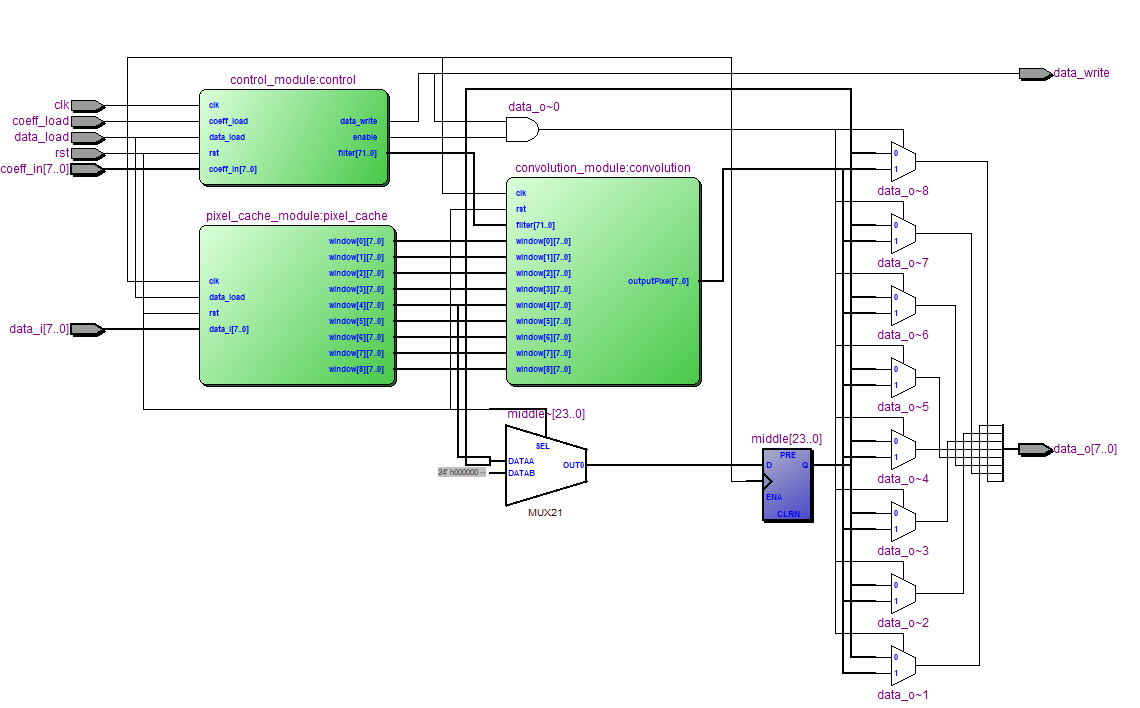 control_module:control
clk
coeff_load
data_load
rst
coeff_in[7..0]
clk
coeff_load
data_load
rst
coeff_in[7..0]
data_write
enable
filter[71..0]
data_o~0
data_write
pixel_cache_module:pixel_cache
data_i[7..0]
clk
data_load
rst
data_i[7..0]
window[0][7..0]
window[1][7..0]
window[2][7..0]
window[3][7..0]
window[4][7..0]
window[5][7..0]
window[6][7..0]
window[7][7..0]
window[8][7..0]
convolution_module:convolution
clk
rst
filter[71..0]
window[0][7..0]
window[1][7..0]
window[2][7..0]
window[3][7..0]
window[4][7..0]
window[5][7..0]
window[6][7..0]
window[7][7..0]
window[8][7..0]
outputPixel[7..0]
middle~[23..0]
SEL
DATAA
DATAB
OUT0
24' h000000 --
MUX21
middle[23..0]
PRE
D
Q
ENA
CLRN
0
1
data_o~8
0
1
data_o~7
0
1
data_o~6
0
1
data_o~5
0
1
data_o~4
0
1
data_o~3
0
1
data_o~2
0
1
data_o~1
data_o[7..0]